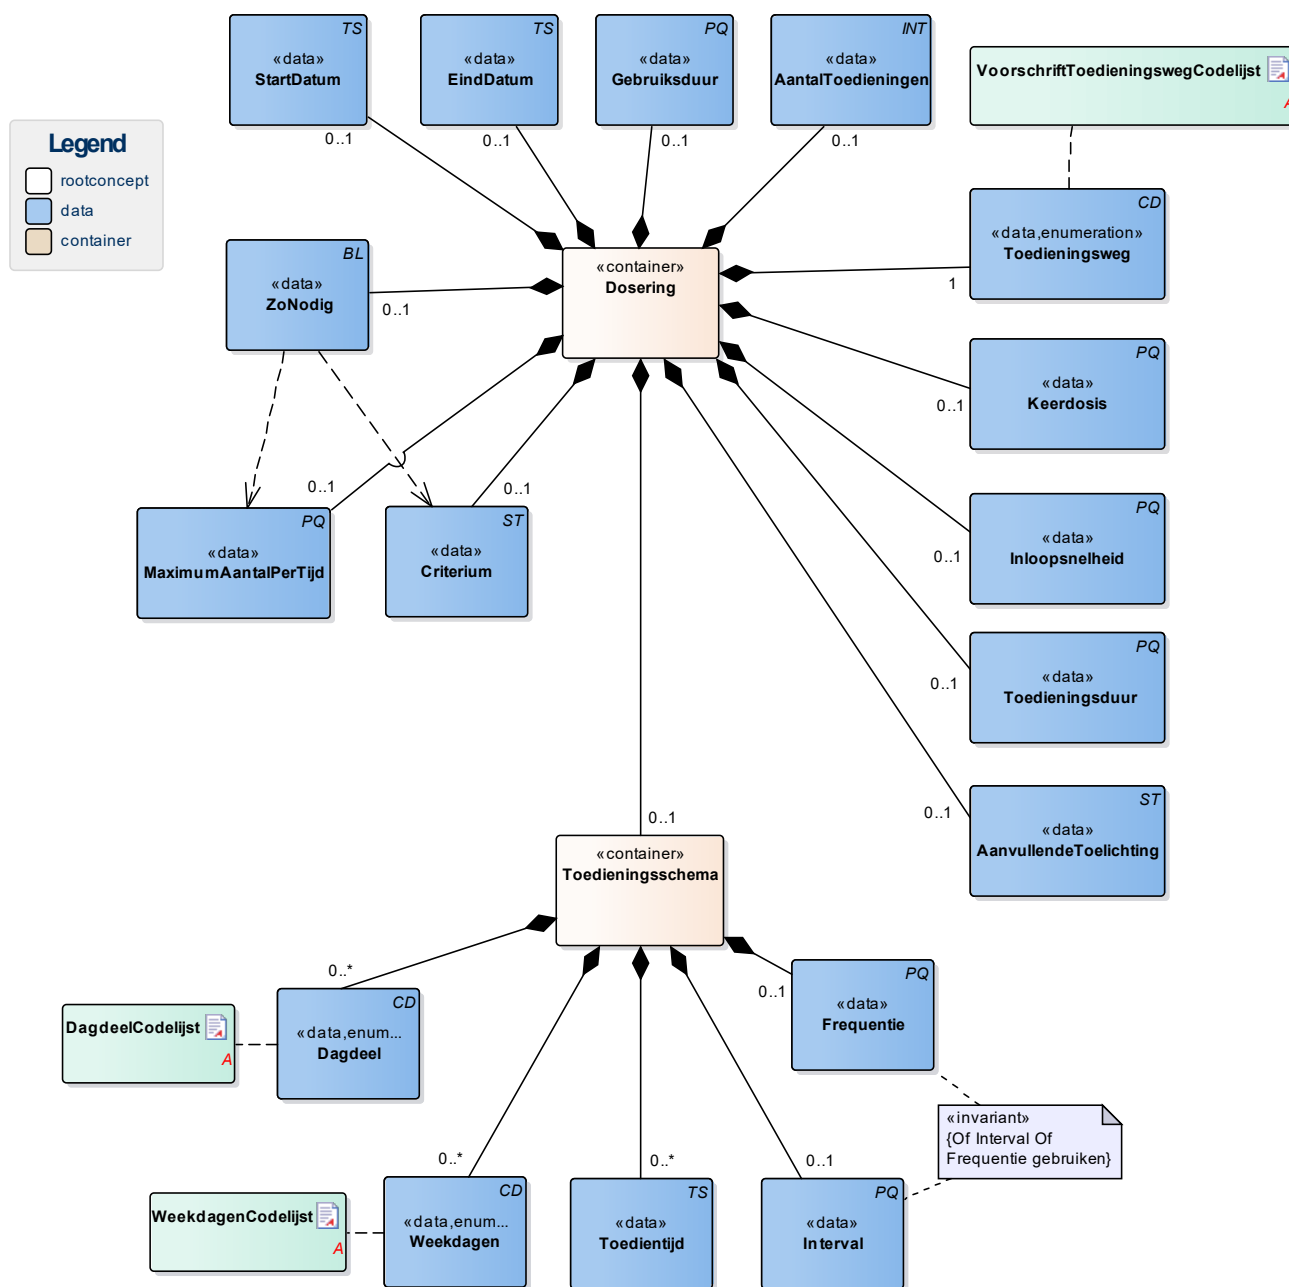 TS
«data»
StartDatum
TS
«data»
EindDatum
PQ
«data»
Gebruiksduur
INT
«data»
AantalToedieningen
VoorschriftToedieningswegCodelijst
A
0..1
0..1
0..1
0..1
Legend
rootconcept
data
container
CD
«data,enumeration»
Toedieningsweg
1
BL
«data»
ZoNodig
0..1
«container»
Dosering
PQ
«data»
Keerdosis
0..1
0..1
0..1
PQ
«data»
MaximumAantalPerTijd
ST
«data»
Criterium
PQ
«data»
Inloopsnelheid
0..1
PQ
«data»
Toedieningsduur
0..1
ST
«data»
AanvullendeToelichting
0..1
0..1
«container»
Toedieningsschema
0..*
PQ
«data»
Frequentie
0..1
DagdeelCodelijst
A
CD
«data,enum...
Dagdeel
«invariant»
{Of Interval Of
Frequentie gebruiken}
0..*
0..*
0..1
WeekdagenCodelijst
A
CD
«data,enum...
Weekdagen
TS
«data»
Toedientijd
PQ
«data»
Interval